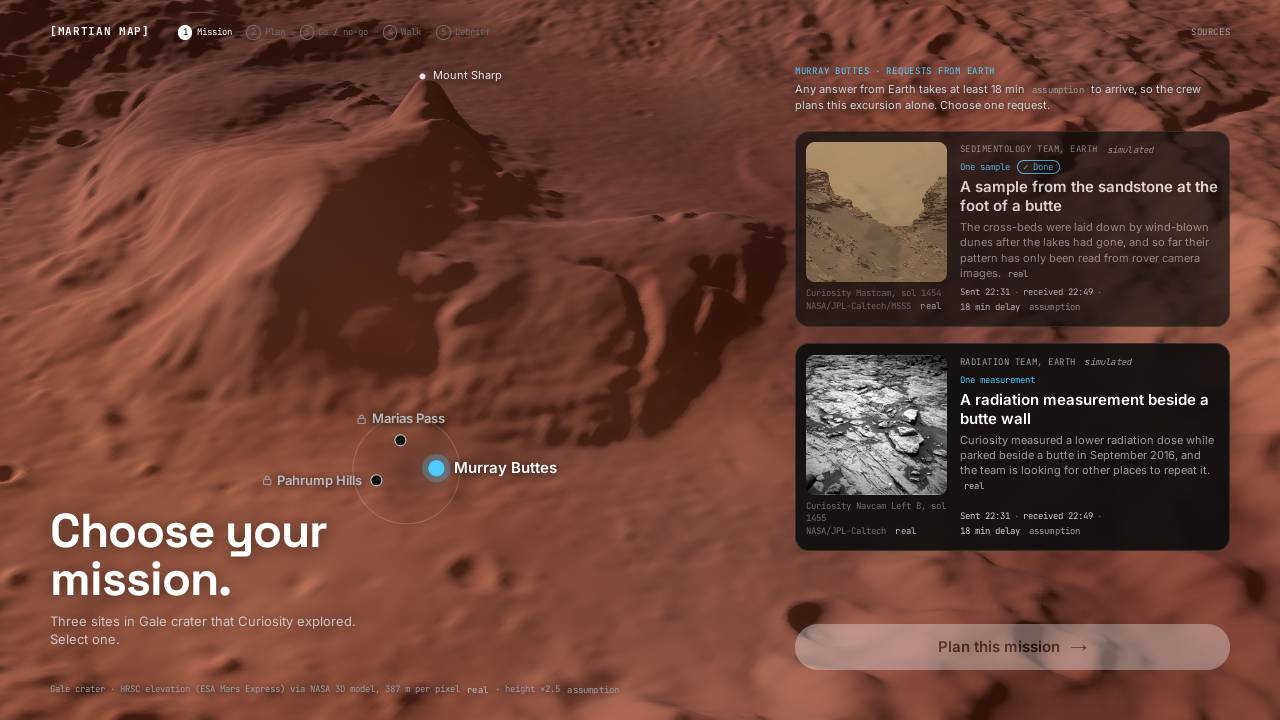 [MARTIAN MAP]
1 Mission 2 Plan 3 Go / no-go 4 Walk 5 Debrief
SOURCES
Mount Sharp
Marias Pass
Murray Buttes
Pahrump Hills
Choose your
mission.
Three sites in Gale crater that Curiosity explored.
Select one.
Gale crater · HRSC elevation (ESA Mars Express) via NASA 3D model, 387 m per pixel real · height ×2.5 assumption
MURRAY BUTTES · REQUESTS FROM EARTH
Any answer from Earth takes at least 18 min assumption to arrive, so the crew
plans this excursion alone. Choose one request.
SEDIMENTOLOGY TEAM, EARTH simulated
One sample ✓ Done
A sample from the sandstone at the
foot of a butte
The cross-beds were laid down by wind-blown
dunes after the lakes had gone, and so far their
pattern has only been read from rover camera
images. real
Sent 22:31 · received 22:49 ·
18 min delay assumption
Curiosity Mastcam, sol 1454
NASA/JPL-Caltech/MSSS real
RADIATION TEAM, EARTH simulated
One measurement
A radiation measurement beside a
butte wall
Curiosity measured a lower radiation dose while
parked beside a butte in September 2016, and
the team is looking for other places to repeat it.
real
Sent 22:31 · received 22:49 ·
18 min delay assumption
Curiosity Navcam Left B, sol
1455
NASA/JPL-Caltech real
Plan this mission →